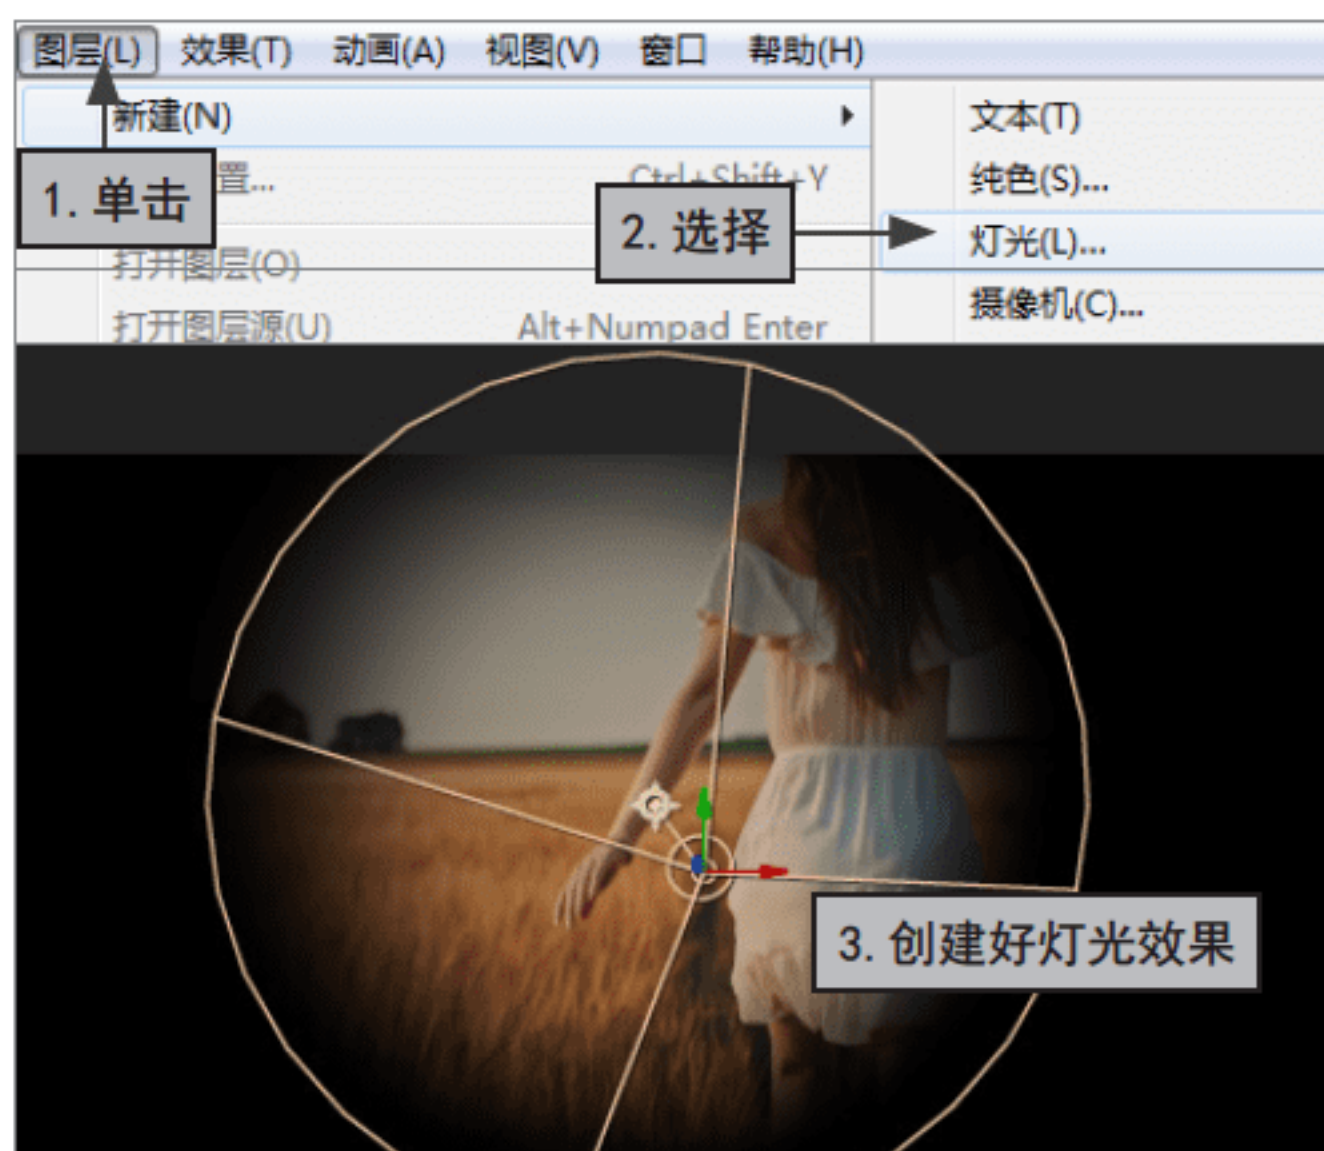 图层(L) 效果(T) 动画(A) 视图(V) 窗口 帮助(H)
新建(N)
置... Ctrl+Shift+Y
打开图层(O)
打开图层源(U) Alt+Numpad Enter
文本(T)
纯色(S)...
灯光(L)...
摄像机(C)...
1. 单击
2. 选择
3. 创建好灯光效果